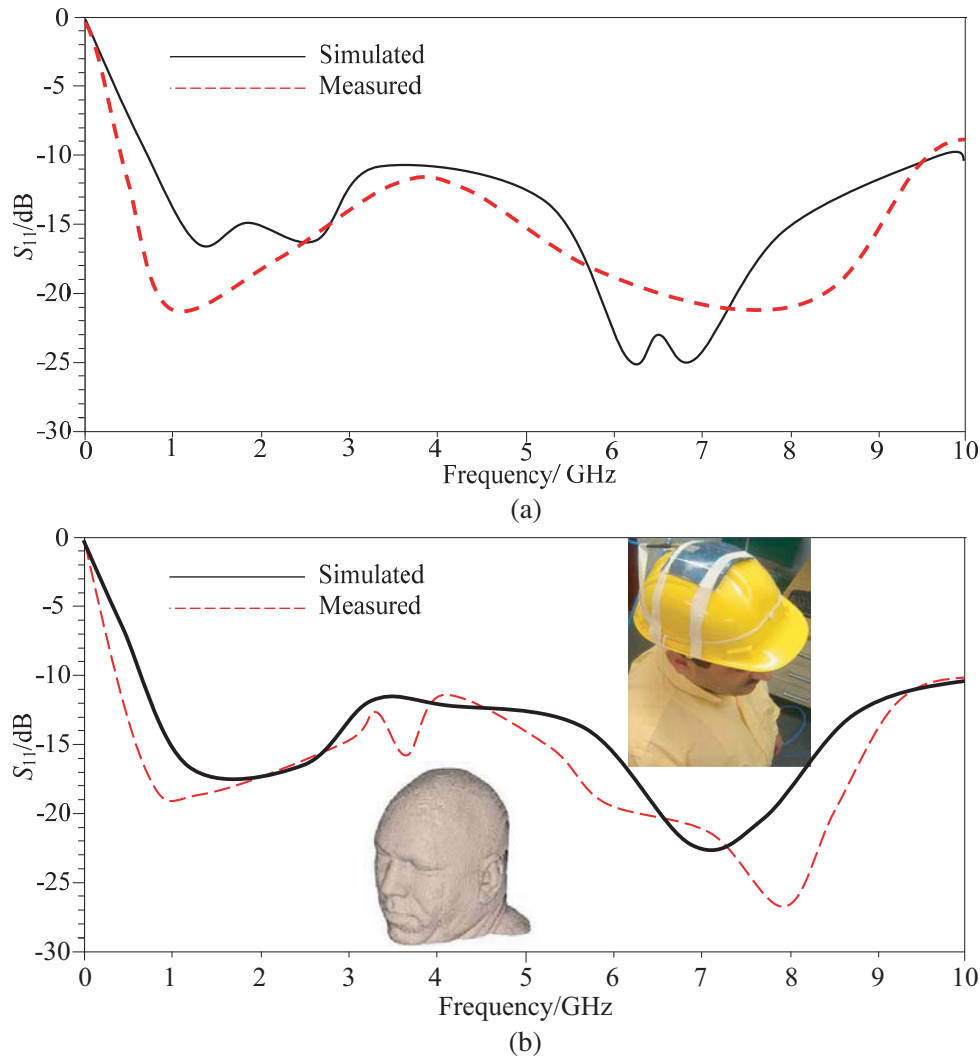 0
-5
-10
-15
-20
-25
-30
S11/dB
Simulated
Measured
0 1 2 3 4 5 6 7 8 9 10
Frequency/ GHz
(a)
0
-5
-10
-15
-20
-25
-30
S11/dB
Simulated
Measured
0 1 2 3 4 5 6 7 8 9 10
Frequency/GHz
(b)